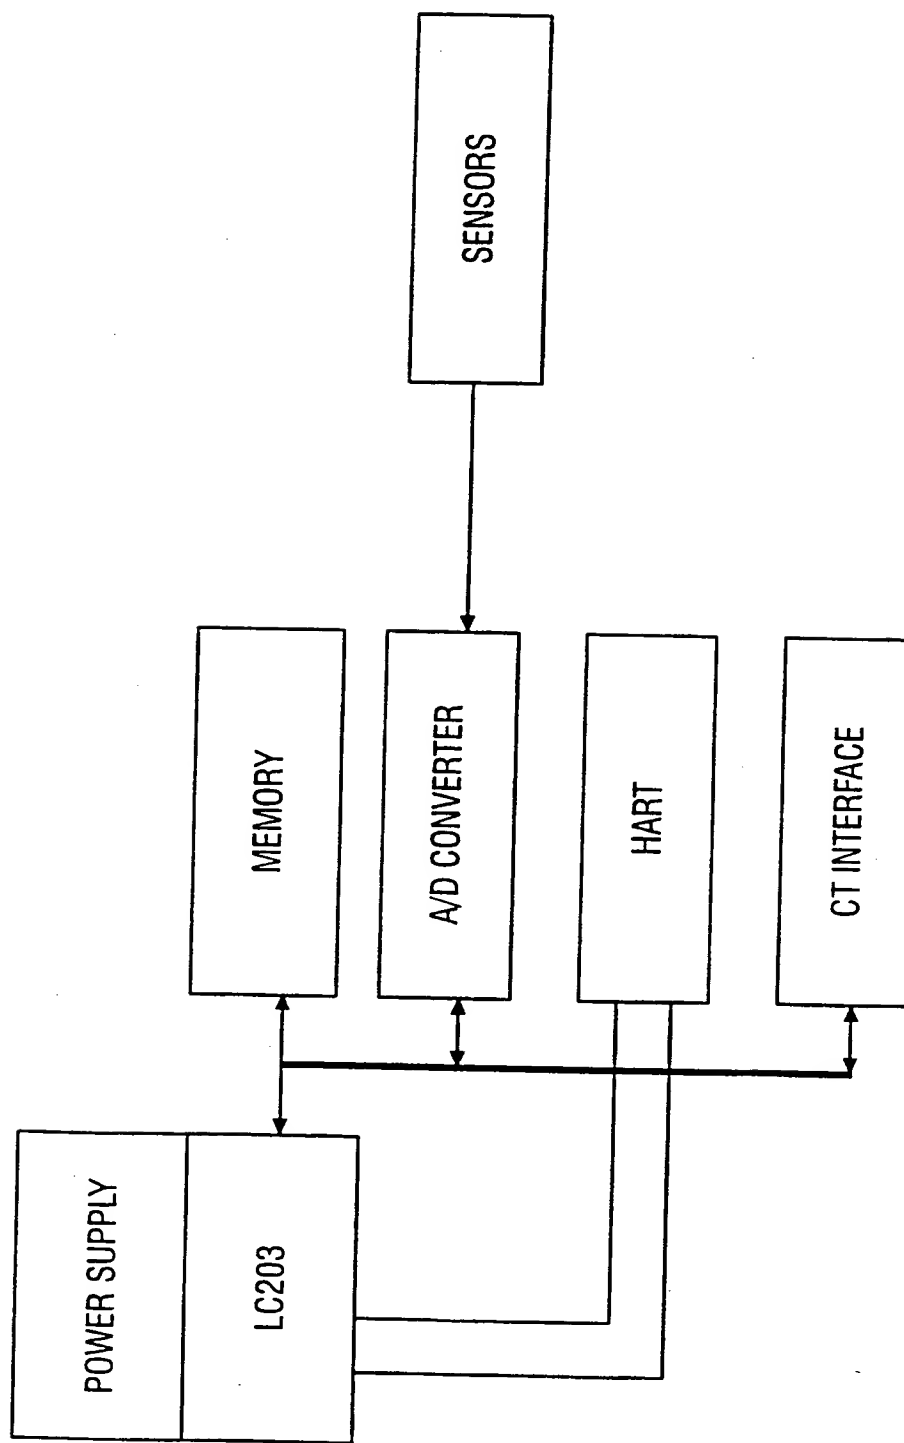 POWER SUPPLY
LC203
MEMORY
A/D CONVERTER
HART
CT INTERFACE
SENSORS